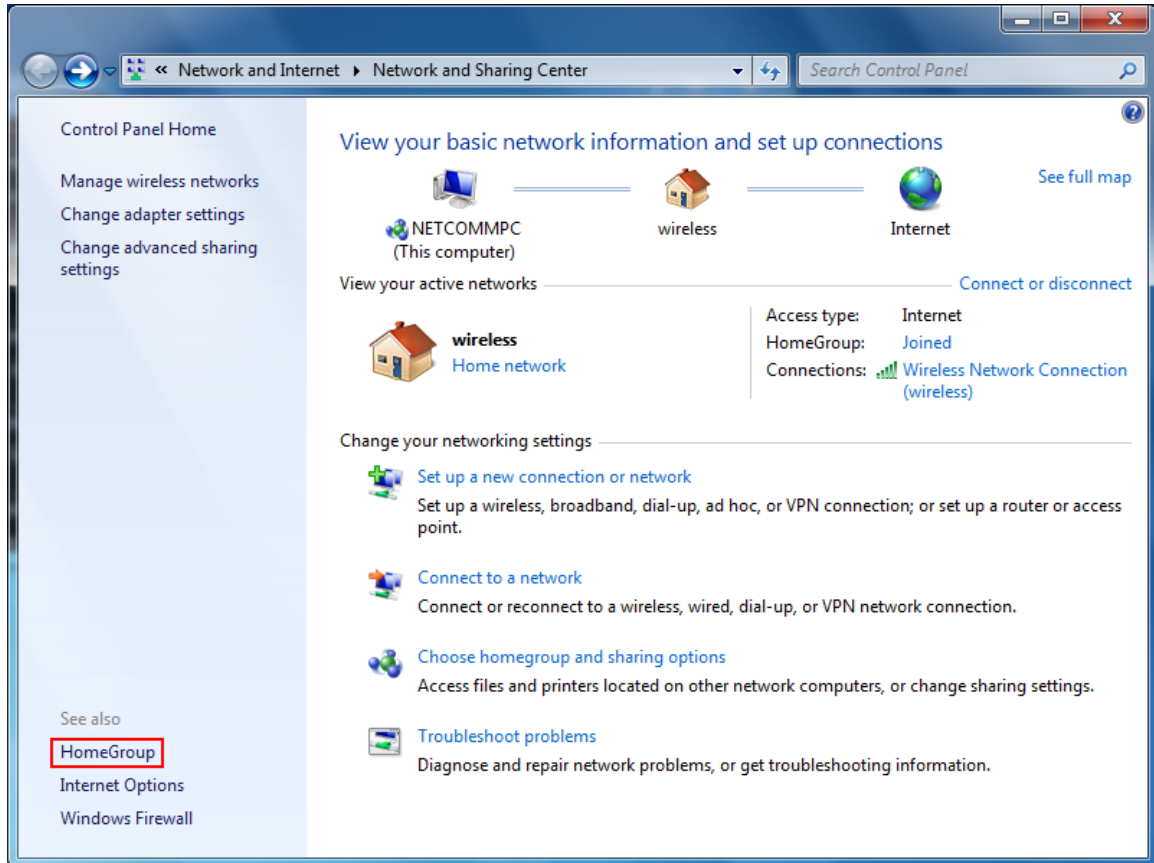 « Network and Internet ▸ Network and Sharing Center
Search Control Panel
Control Panel Home
Manage wireless networks
Change adapter settings
Change advanced sharing
settings
See also
HomeGroup
Internet Options
Windows Firewall
View your basic network information and set up connections
See full map
NETCOMMPC
(This computer)
wireless
Internet
View your active networks
Connect or disconnect
wireless
Home network
Access type: Internet
HomeGroup: Joined
Connections: Wireless Network Connection
(wireless)
Change your networking settings
Set up a new connection or network
Set up a wireless, broadband, dial-up, ad hoc, or VPN connection; or set up a router or access
point.
Connect to a network
Connect or reconnect to a wireless, wired, dial-up, or VPN network connection.
Choose homegroup and sharing options
Access files and printers located on other network computers, or change sharing settings.
Troubleshoot problems
Diagnose and repair network problems, or get troubleshooting information.